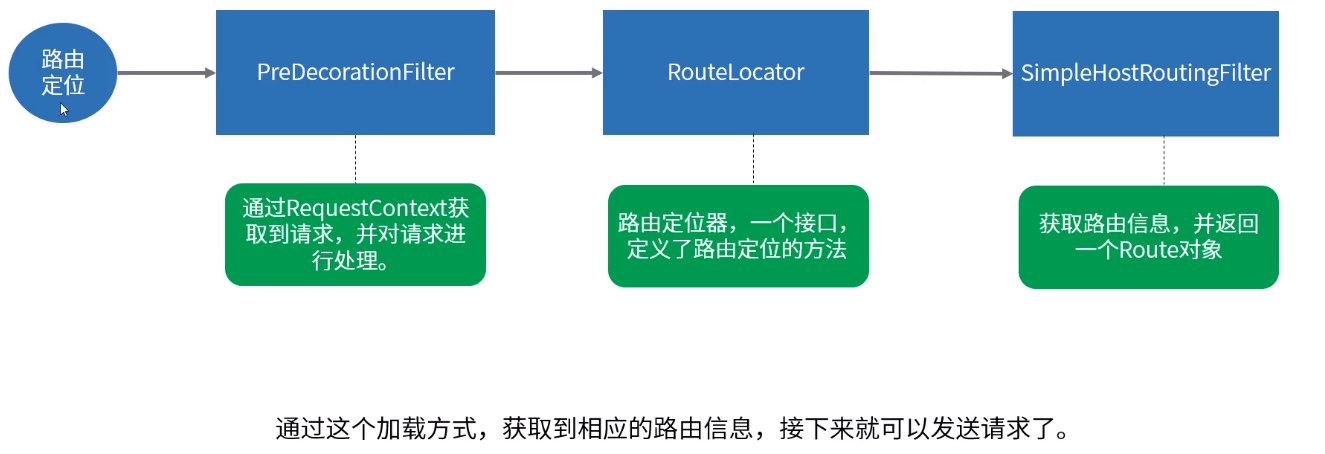 路由
定位
PreDecorationFilter
RouteLocator
SimpleHostRoutingFilter
通过RequestContext获
取到请求，并对请求进
行处理。
路由定位器，一个接口，
定义了路由定位的方法
获取路由信息，并返回
一个Route对象
通过这个加载方式，获取到相应的路由信息，接下来就可以发送请求了。